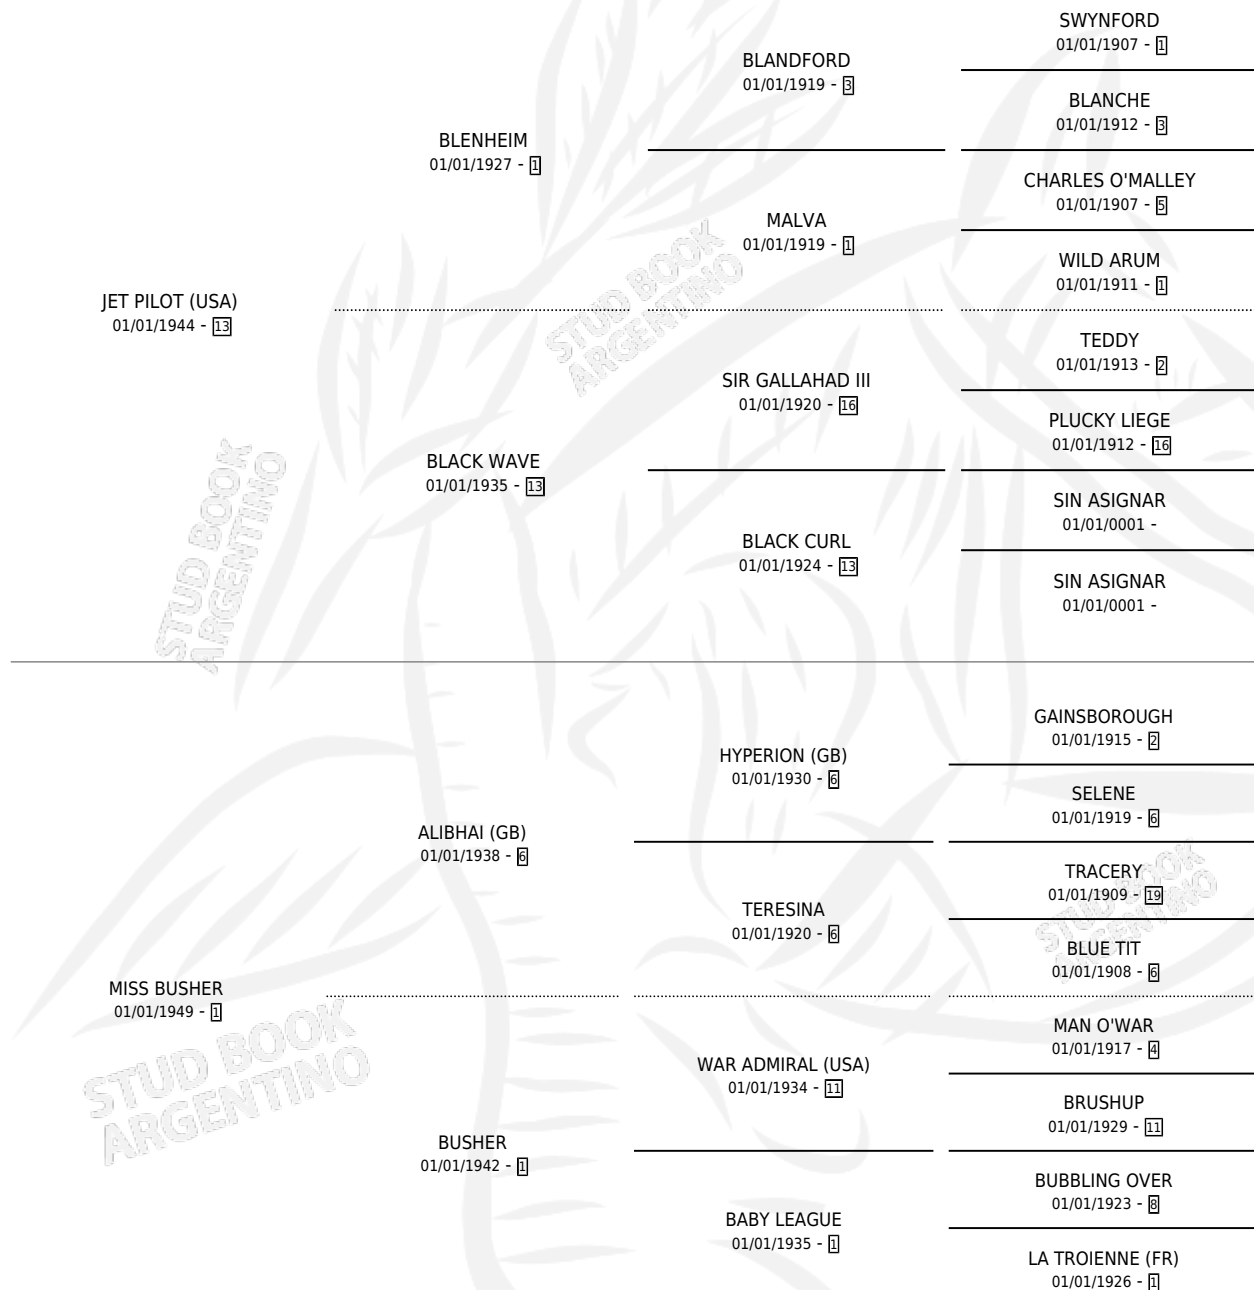 SWYNFORD
01/01/1907 - 1
BLANDFORD
01/01/1919 - 3
BLANCHE
01/01/1912 - 3
BLENHEIM
01/01/1927 - 1
CHARLES O'MALLEY
01/01/1907 - 5
MALVA
01/01/1919 - 1
WILD ARUM
01/01/1911 - 1
JET PILOT (USA)
01/01/1944 - 13
STUD BOOK
ARGENTINO
TEDDY
01/01/1913 - 2
SIR GALLAHAD III
01/01/1920 - 16
PLUCKY LIEGE
01/01/1912 - 16
BLACK WAVE
01/01/1935 - 13
SIN ASIGNAR
01/01/0001 -
BLACK CURL
01/01/1924 - 13
SIN ASIGNAR
01/01/0001 -
STUD BOOK
ARGENTINO
GAINSBOROUGH
01/01/1915 - 2
HYPERION (GB)
01/01/1930 - 6
SELENE
01/01/1919 - 6
ALIBHAI (GB)
01/01/1938 - 6
TRACERY
01/01/1909 - 19
TERESINA
01/01/1920 - 6
BLUE TIT
01/01/1908 - 6
STUD BOOK
ARGENTINO
MISS BUSHER
01/01/1949 - 1
MAN O'WAR
01/01/1917 - 4
WAR ADMIRAL (USA)
01/01/1934 - 11
BRUSHUP
01/01/1929 - 11
STUD BOOK
ARGENTINO
BUSHER
01/01/1942 - 1
BUBBLING OVER
01/01/1923 - 8
BABY LEAGUE
01/01/1935 - 1
LA TROIENNE (FR)
01/01/1926 - 1